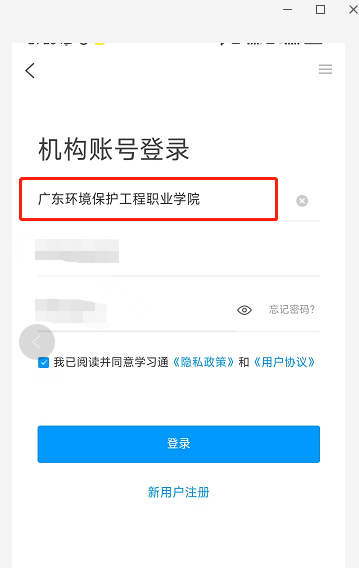 机构账号登录
广东环境保护工程职业学院
忘记密码?
我已阅读并同意学习通《隐私政策》和《用户协议》
登录
新用户注册